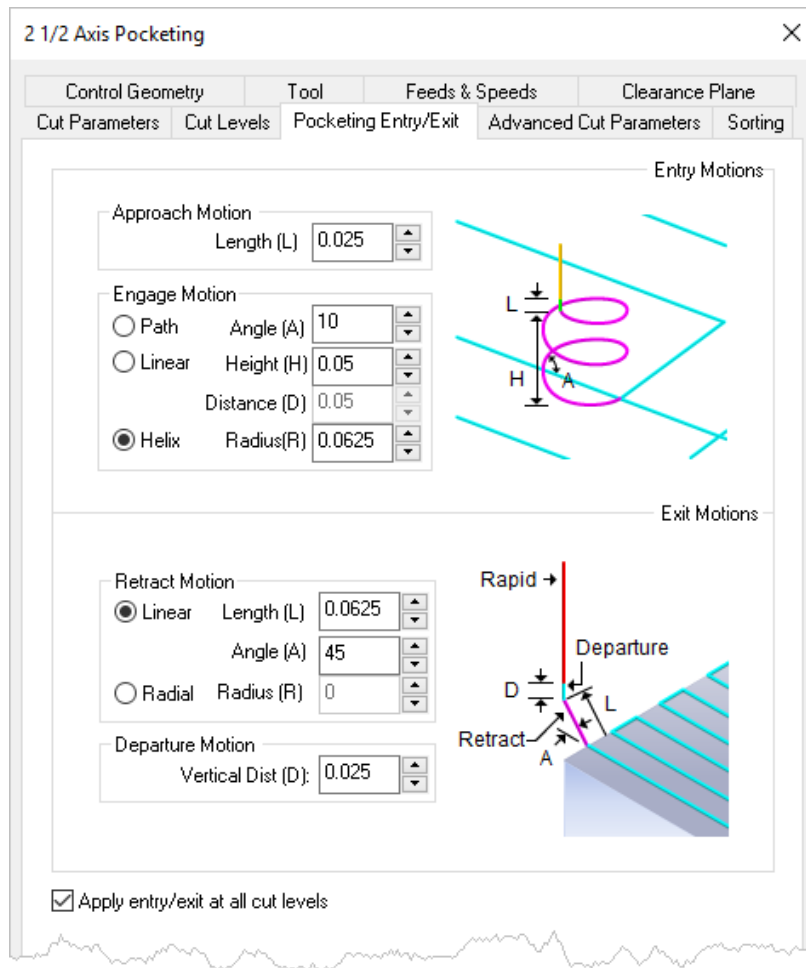 2 1/2 Axis Pocketing
Control Geometry Tool Feeds & Speeds Clearance Plane
Cut Parameters Cut Levels Pocketing Entry/Exit Advanced Cut Parameters Sorting
Entry Motions
Approach Motion
Length (L) 0.025
Engage Motion
Path Angle (A) 10
Linear Height (H) 0.05
Distance (D) 0.05
Helix Radius(R) 0.0625
L
H
A
Exit Motions
Retract Motion
Linear Length (L) 0.0625
Angle (A) 45
Radial Radius (R) 0
Departure Motion
Vertical Dist (D): 0.025
Rapid
Departure
D
L
Retract
A
Apply entry/exit at all cut levels